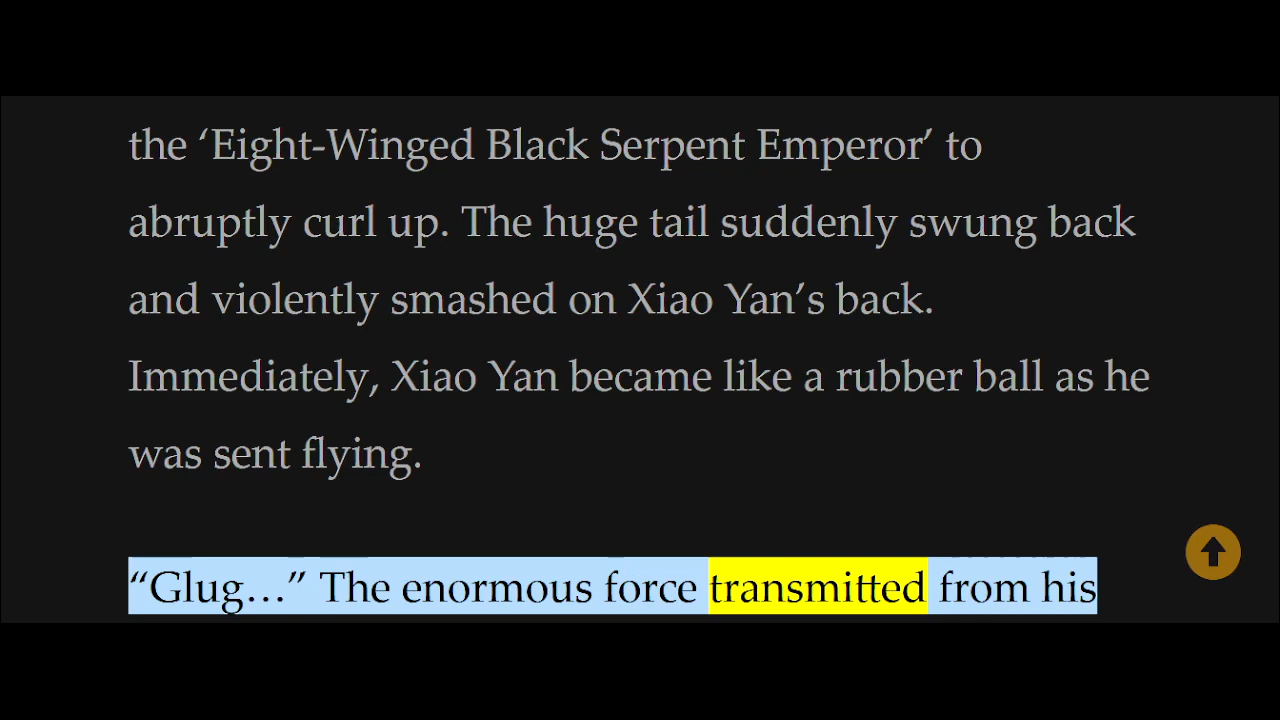 the ‘Eight-Winged Black Serpent Emperor’ to
abruptly curl up. The huge tail suddenly swung back
and violently smashed on Xiao Yan’s back.
Immediately, Xiao Yan became like a rubber ball as he
was sent flying.
“Glug…” The enormous force transmitted from his